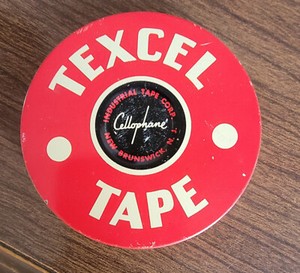 TEXCEL
INDUSTRIAL TAPE CORP.
Cellophane
NEW BRUNSWICK, N. J.
TAPE